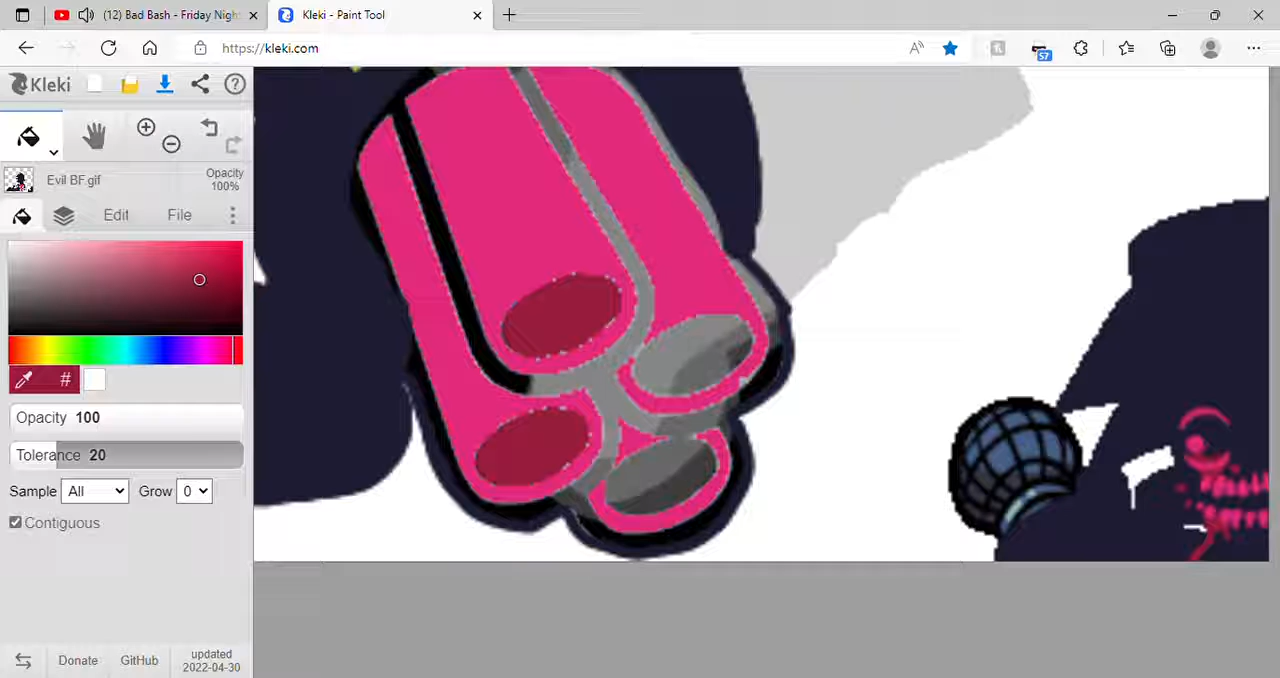 (12) Bad Bash - Friday Nigh
Kleki - Paint Tool
https://kleki.com
57
Kleki
Evil BF.gif
Opacity
100%
Edit
File
#
Opacity 100
Tolerance 20
Sample All
Grow 0
Contiguous
Donate
GitHub
updated
2022-04-30